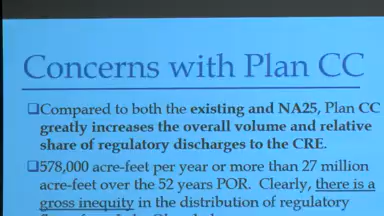 Concerns with Plan CC
❑Compared to both the existing and NA25, Plan CC
greatly increases the overall volume and relative
share of regulatory discharges to the CRE.
❑578,000 acre-feet per year or more than 27 million
acre-feet over the 52 years POR. Clearly, there is a
gross inequity in the distribution of regulatory